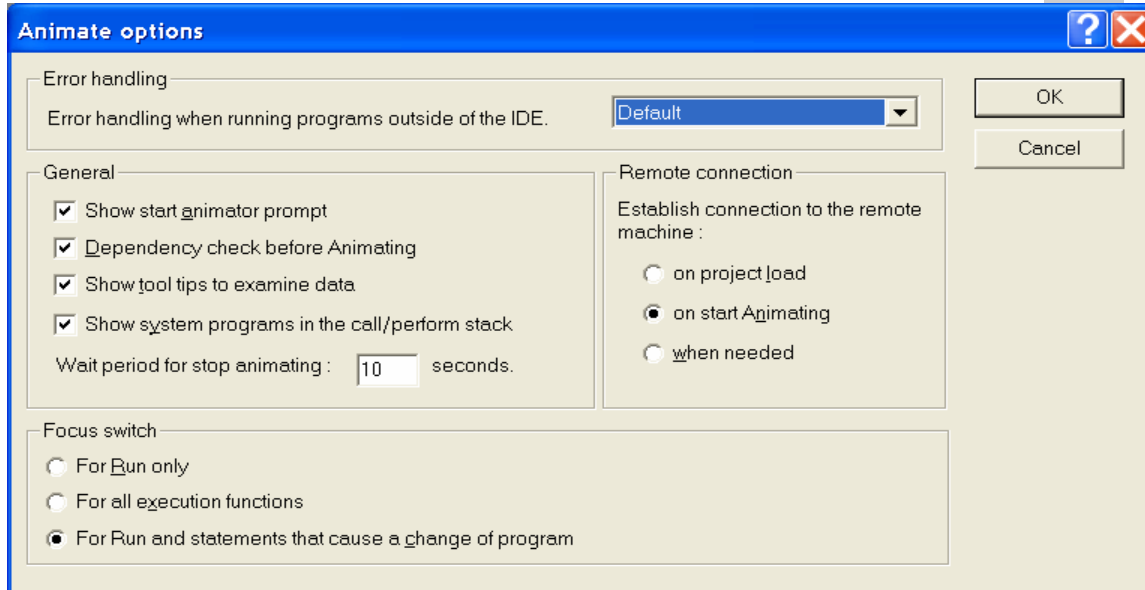 Animate options
Error handling
Error handling when running programs outside of the IDE.
Default
OK
Cancel
General
Show start animator prompt
Dependency check before Animating
Show tool tips to examine data
Show system programs in the call/perform stack
Wait period for stop animating : 10 seconds.
Remote connection
Establish connection to the remote
machine :
on project load
on start Animating
when needed
Focus switch
For Run only
For all execution functions
For Run and statements that cause a change of program